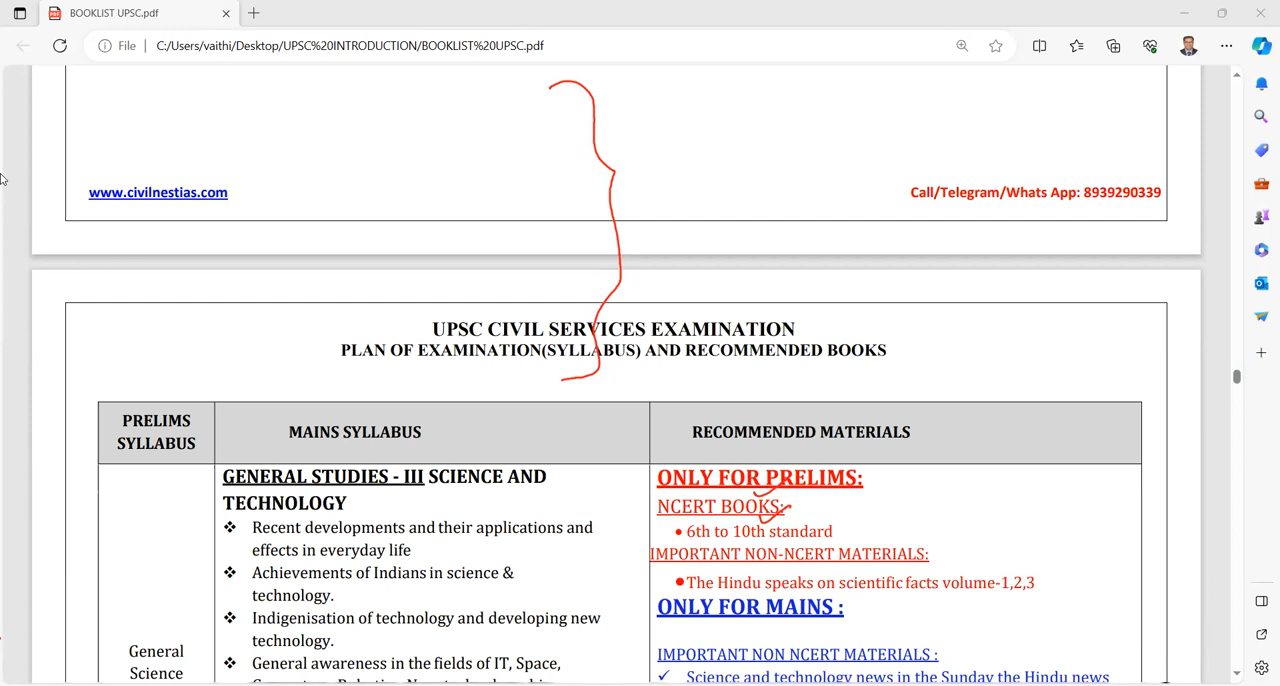 BOOKLIST UPSC.pdf
File
C:/Users/vaithi/Desktop/UPSC%20INTRODUCTION/BOOKLIST%20UPSC.pdf
www.civilnestias.com
Call/Telegram/Whats App: 8939290339
UPSC CIVIL SERVICES EXAMINATION
PLAN OF EXAMINATION(SYLLABUS) AND RECOMMENDED BOOKS
PRELIMS
SYLLABUS
MAINS SYLLABUS
RECOMMENDED MATERIALS
General
Science
GENERAL STUDIES - III SCIENCE AND
TECHNOLOGY
❖ Recent developments and their applications and
effects in everyday life
❖ Achievements of Indians in science &
technology.
❖ Indigenisation of technology and developing new
technology.
❖ General awareness in the fields of IT, Space,
ONLY FOR PRELIMS:
NCERT BOOKS:
• 6th to 10th standard
IMPORTANT NON-NCERT MATERIALS:
• The Hindu speaks on scientific facts volume-1,2,3
ONLY FOR MAINS :
IMPORTANT NON NCERT MATERIALS :
✓ Science and technology news in the Sunday the Hindu news